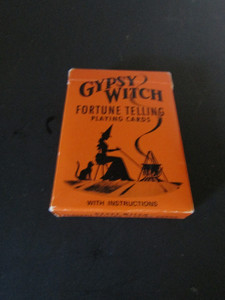 GYPSY
WITCH
FORTUNE TELLING
PLAYING CARDS
WITH INSTRUCTIONS